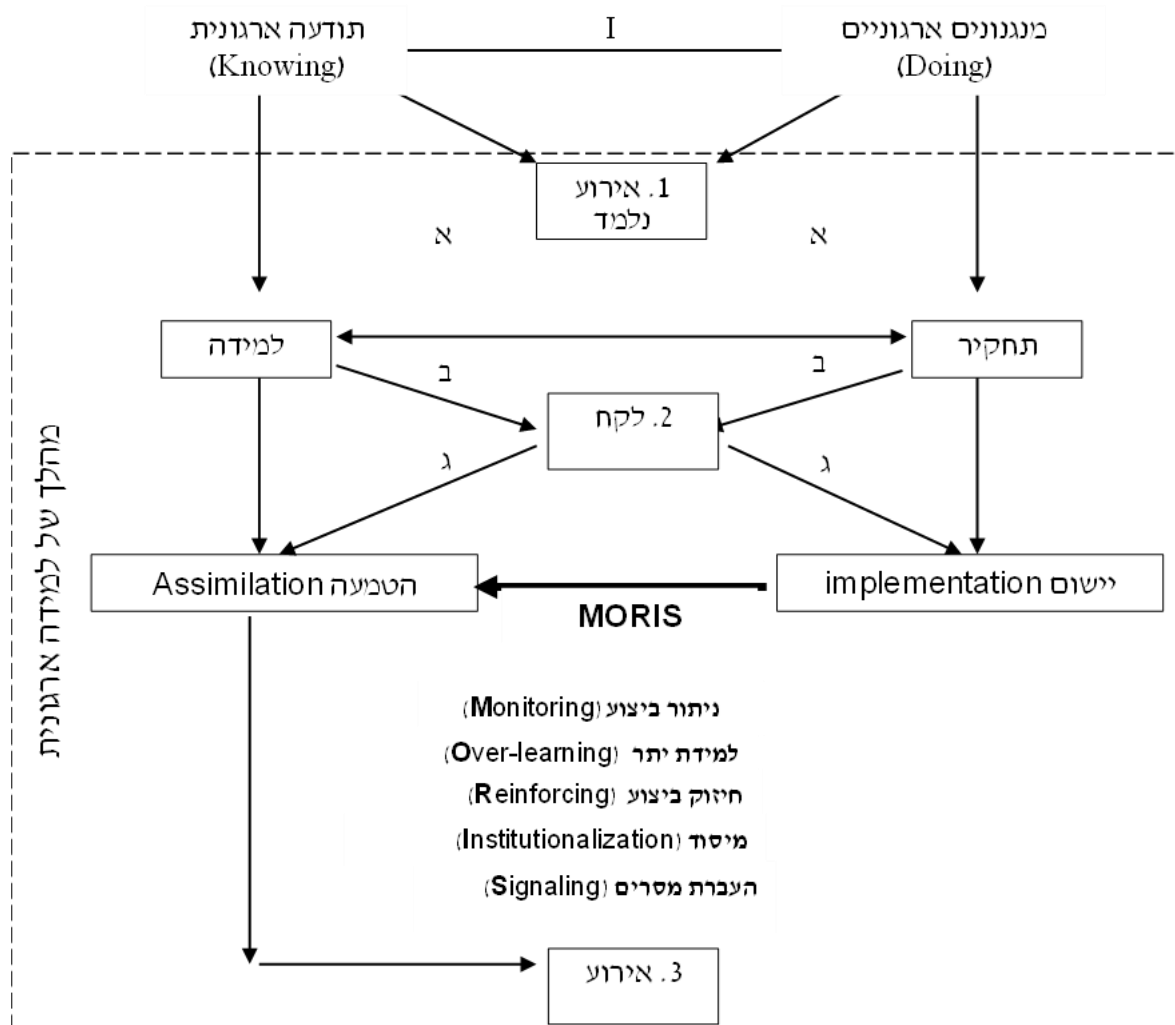 מנגנונים ארגוניים
(Doing)
I
תודעה ארגונית
(Knowing)
1. אירוע
נלמד
א
א
תחקיר
למידה
ב
ב
2. לקח
ג
ג
יישום implementation
הטמעה Assimilation
MORIS
ניתור ביצוע (Monitoring)
למידת יתר (Over-learning)
חיזוק ביצוע (Reinforcing)
מיסוד (Institutionalization)
העברת מסרים (Signaling)
3. אירוע
מהלך של למידה ארגונית